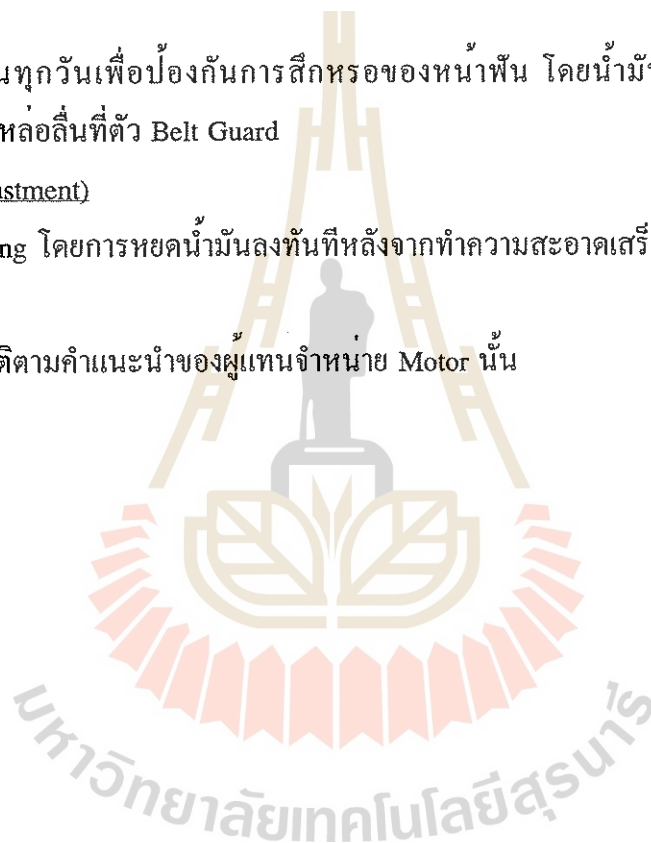 นทุกวันเพื่อป้องกันการสึกหรอของหน้าฟัน โดยน้ำมัน
หล่อลื่นที่ตัว Belt Guard
ustment)
ng โดยการหยดน้ำมันลงทันทีหลังจากทำความสะอาดเสร็
ติตามคำแนะนำของผู้แทนจำหน่าย Motor นั้น
มหาวิทยาลัยเทคโนโลยีสุรนารี